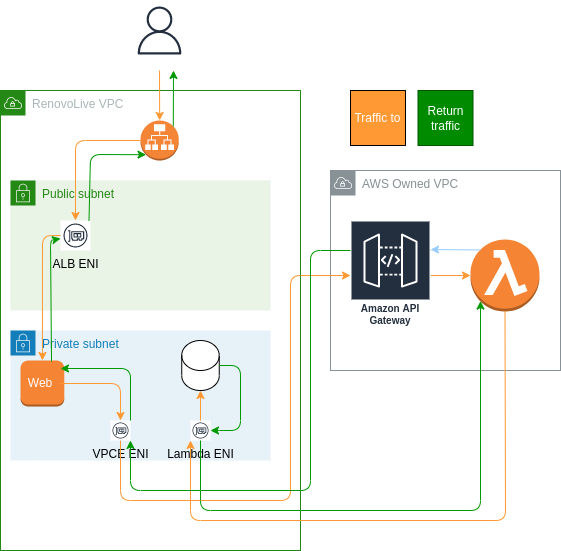 RenovoLive VPC
Traffic to
Return
traffic
AWS Owned VPC
Public subnet
ALB ENI
Amazon API
Gateway
Private subnet
Web
VPCE ENI
Lambda ENI